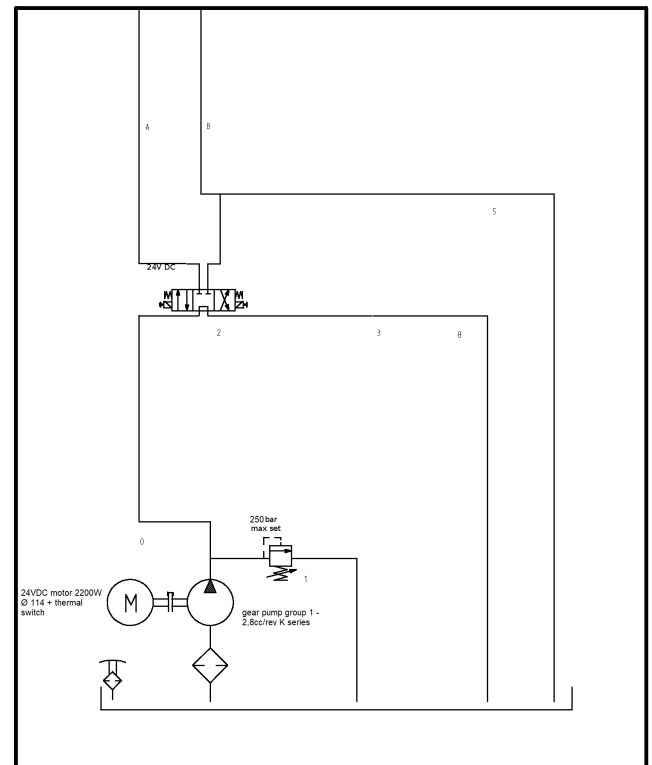 A
B
5
24V DC
2
3
8
250 bar
max set
0
1
24VDC motor 2200W
Ø 114 + thermal
switch
M
gear pump group 1 -
2,8cc/rev K series